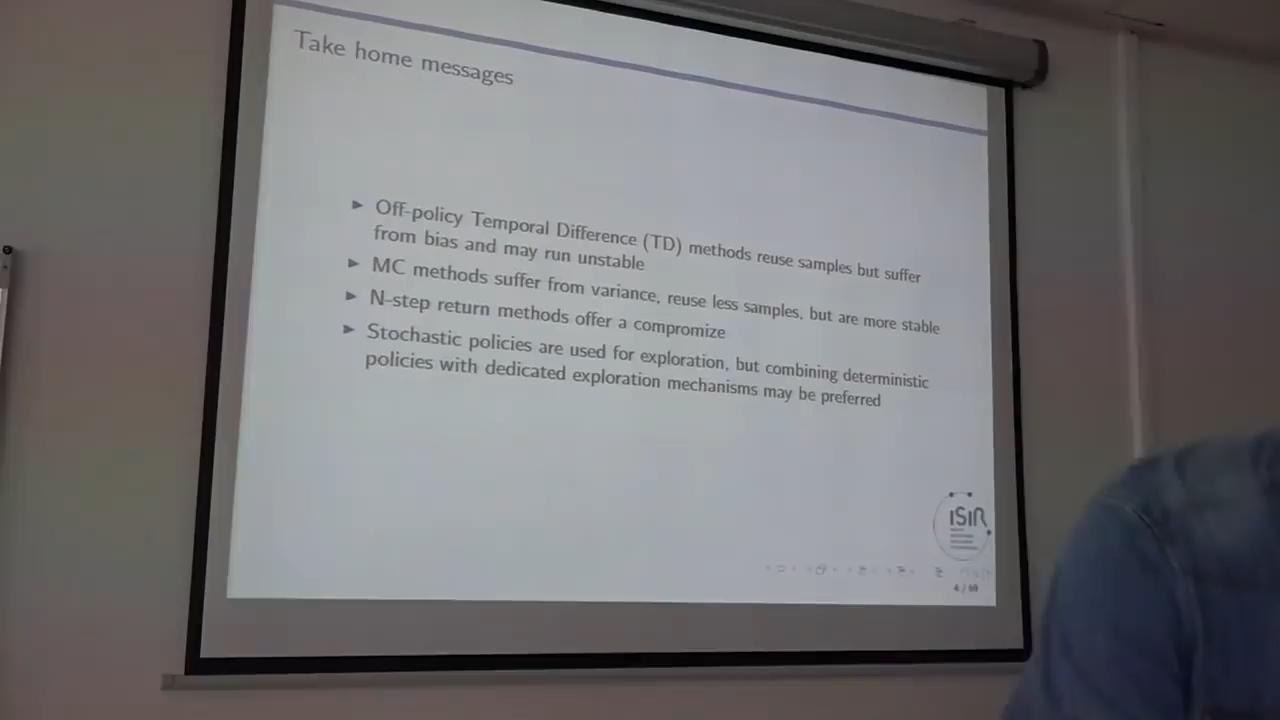 Take home messages
► Off-policy Temporal Difference (TD) methods reuse samples but suffer
from bias and may run unstable
► MC methods suffer from variance, reuse less samples, but are more stable
► N-step return methods offer a compromize
► Stochastic policies are used for exploration, but combining deterministic
policies with dedicated exploration mechanisms may be preferred
ISIR